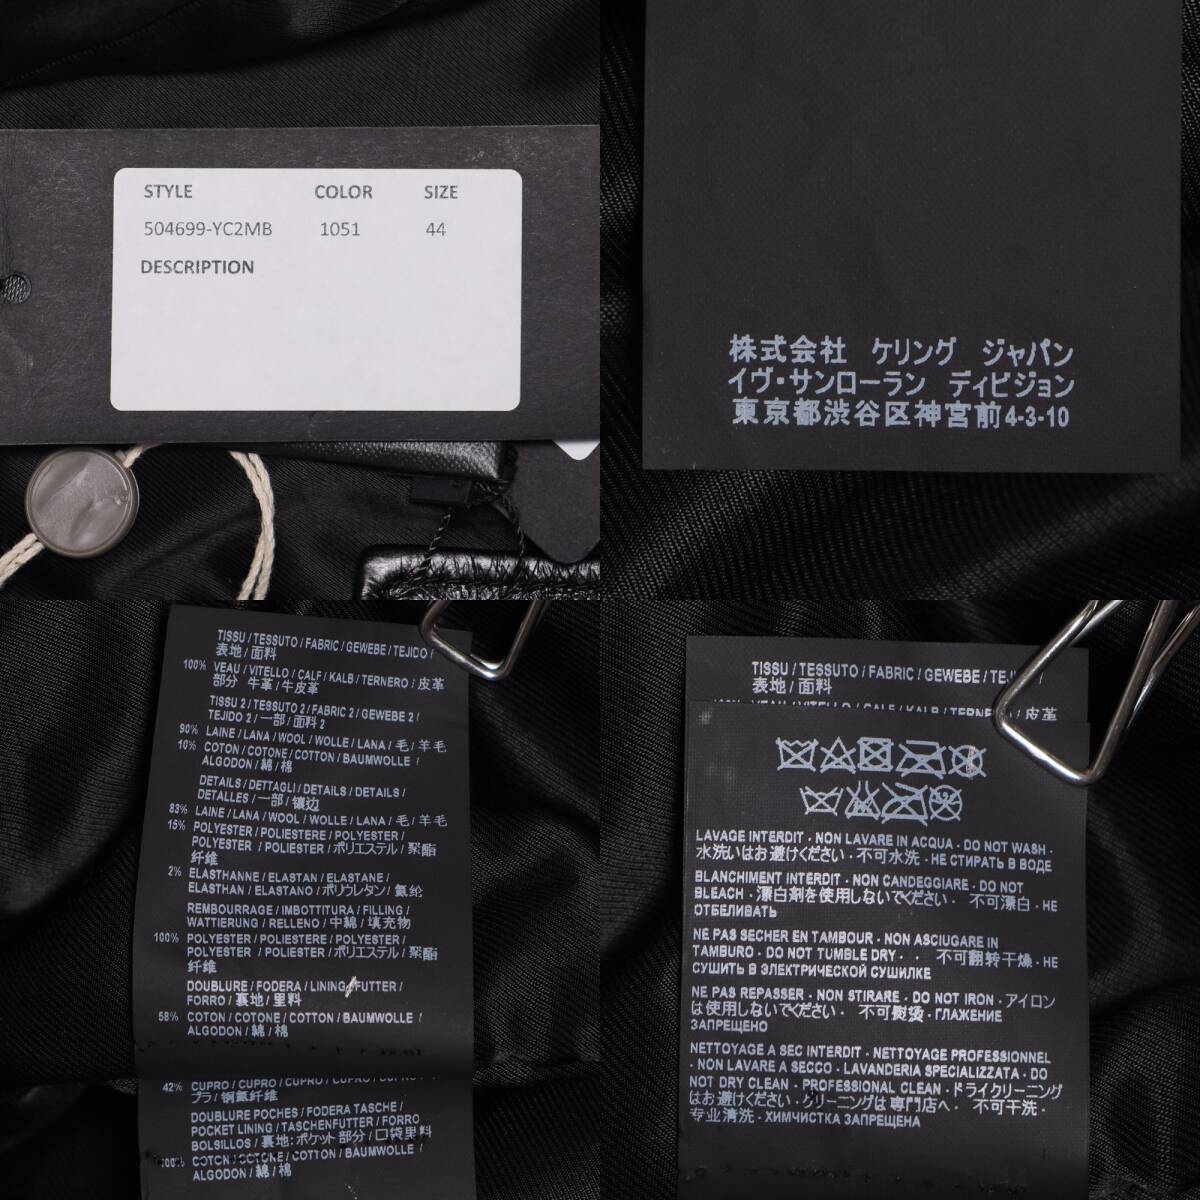 STYLE COLOR SIZE
504699-YC2MB 1051 44
DESCRIPTION
株式会社 ケリング ジャパン
イヴ・サンローラン ディビジョン
東京都渋谷区神宮前4-3-10
TISSU / TESSUTO / FABRIC / GEWEBE / TEJIDO /
表地 / 面料
100% VEAU / VITELLO / CALF / KALB / TERNERO / 皮革
部分 牛革 / 牛皮革
TISSU 2 / TESSUTO 2 / FABRIC 2 / GEWEBE 2 /
TEJIDO 2 / 一部 / 面料 2
90% LAINE / LANA / WOOL / WOLLE / LANA / 毛 / 羊毛
10% COTON / COTONE / COTTON / BAUMWOLLE /
ALGODON / 綿 / 棉
DETAILS / DETTAGLI / DETAILS / DETAILS /
DETALLES / 一部 / 镶边
83% LAINE / LANA / WOOL / WOLLE / LANA / 毛 / 羊毛
15% POLYESTER / POLIESTERE / POLYESTER /
POLYESTER / POLIESTER / ポリエステル / 聚酯
纤维
2% ELASTHANNE / ELASTAN / ELASTANE /
ELASTHAN / ELASTANO / ポリウレタン / 氨纶
REMBOURRAGE / IMBOTTITURA / FILLING /
WATTIERUNG / RELLENO / 中綿 / 填充物
100% POLYESTER / POLIESTERE / POLYESTER /
POLYESTER / POLIESTER / ポリエステル / 聚酯
纤维
DOUBLURE / FODERA / LINING / FUTTER /
FORRO / 裏地 / 里料
58% COTON / COTONE / COTTON / BAUMWOLLE /
ALGODON / 綿 / 棉
42% CUPRO / CUPRO / CUPRO / CUPRO / CUPRO /
プラ / 铜氨纤维
DOUBLURE POCHES / FODERA TASCHE /
POCKET LINING / TASCHENFUTTER / FORRO
BOLSILLOS / 裏地:ポケット部分 / 口袋里料
100% COTON / COTONE / COTTON / BAUMWOLLE /
ALGODON / 綿 / 棉
TISSU / TESSUTO / FABRIC / GEWEBE /
表地 / 面料
VEAU / VITELLO / CALF / KALB / TERNERO / 皮革
LAVAGE INTERDIT - NON LAVARE IN ACQUA - DO NOT WASH -
水洗いはお避けください - 不可水洗 - НЕ СТИРАТЬ В ВОДЕ
BLANCHIMENT INTERDIT - NON CANDEGGIARE - DO NOT
BLEACH - 漂白剤を使用しないでください - 不可漂白 - НЕ
ОТБЕЛИВАТЬ
NE PAS SECHER EN TAMBOUR - NON ASCIUGARE IN
TAMBURO - DO NOT TUMBLE DRY - - 不可翻转干燥 - НЕ
СУШИТЬ В ЭЛЕКТРИЧЕСКОЙ СУШИЛКЕ
NE PAS REPASSER - NON STIRARE - DO NOT IRON - アイロン
は使用しないでください - 不可熨烫 - ГЛАЖЕНИЕ
ЗАПРЕЩЕНО
NETTOYAGE A SEC INTERDIT - NETTOYAGE PROFESSIONNEL
- NON LAVARE A SECCO - LAVANDERIA SPECIALIZZATA - DO
NOT DRY CLEAN - PROFESSIONAL CLEAN - ドライクリーニング
はお避けください - クリーニングは専門店へ - 不可干洗 -
专业清洗 - ХИМЧИСТКА ЗАПРЕЩЕНА